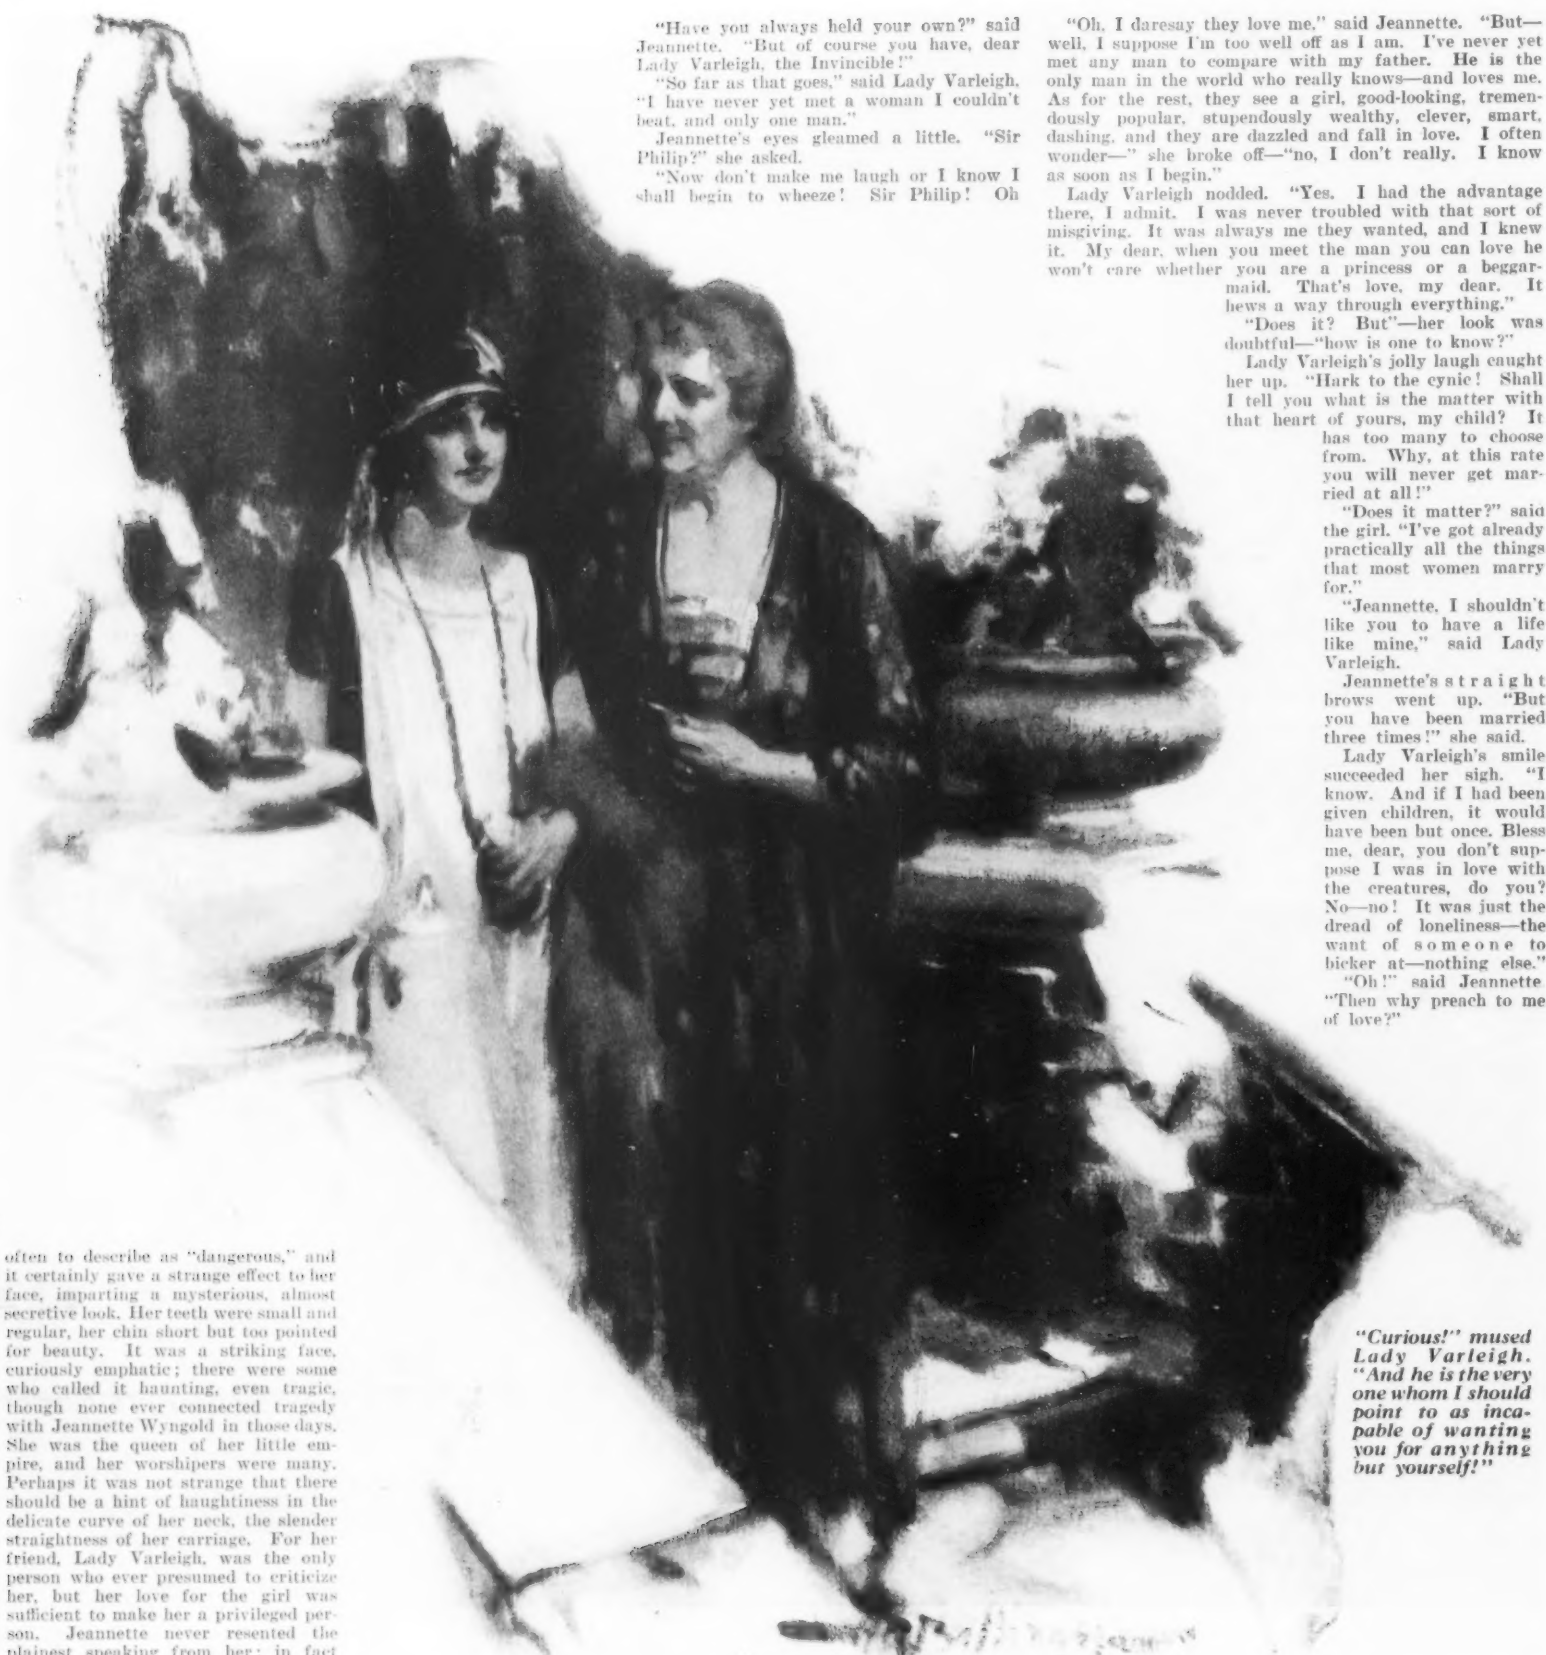 "Have you always held your own?" said
Jeannette. "But of course you have, dear
Lady Varleigh, the Invincible!"
"So far as that goes," said Lady Varleigh,
"I have never yet met a woman I couldn't
beat, and only one man."
Jeannette's eyes gleamed a little. "Sir
Philip?" she asked.
"Now don't make me laugh or I know I
shall begin to wheeze! Sir Philip! Oh
"Oh, I daresay they love me," said Jeannette. "But—
well, I suppose I'm too well off as I am. I've never yet
met any man to compare with my father. He is the
only man in the world who really knows—and loves me.
As for the rest, they see a girl, good-looking, tremen-
dously popular, stupendously wealthy, clever, smart,
dashing, and they are dazzled and fall in love. I often
wonder—" she broke off—"no, I don't really. I know
as soon as I begin."
Lady Varleigh nodded. "Yes. I had the advantage
there, I admit. I was never troubled with that sort of
misgiving. It was always me they wanted, and I knew
it. My dear, when you meet the man you can love he
won't care whether you are a princess or a beggar-
maid. That's love, my dear. It
hews a way through everything."
"Does it? But"—her look was
doubtful—"how is one to know?"
Lady Varleigh's jolly laugh caught
her up. "Hark to the cynic! Shall
I tell you what is the matter with
that heart of yours, my child? It
has too many to choose
from. Why, at this rate
you will never get mar-
ried at all!"
"Does it matter?" said
the girl. "I've got already
practically all the things
that most women marry
for."
"Jeannette, I shouldn't
like you to have a life
like mine," said Lady
Varleigh.
Jeannette's straight
brows went up. "But
you have been married
three times!" she said.
Lady Varleigh's smile
succeeded her sigh. "I
know. And if I had been
given children, it would
have been but once. Bless
me, dear, you don't sup-
pose I was in love with
the creatures, do you?
No—no! It was just the
dread of loneliness—the
want of someone to
bicker at—nothing else."
"Oh!" said Jeannette
"Then why preach to me
of love?"
often to describe as "dangerous," and
it certainly gave a strange effect to her
face, imparting a mysterious, almost
secretive look. Her teeth were small and
regular, her chin short but too pointed
for beauty. It was a striking face,
curiously emphatic; there were some
who called it haunting, even tragic,
though none ever connected tragedy
with Jeannette Wyngold in those days.
She was the queen of her little em-
pire, and her worshipers were many.
Perhaps it was not strange that there
should be a hint of haughtiness in the
delicate curve of her neck, the slender
straightness of her carriage. For her
friend, Lady Varleigh, was the only
person who ever presumed to criticize
her, but her love for the girl was
sufficient to make her a privileged per-
son. Jeannette never resented the
plainest speaking from her; in fact
"Curious!" mused
Lady Varleigh.
"And he is the very
one whom I should
point to as inca-
pable of wanting
you for anything
but yourself!"